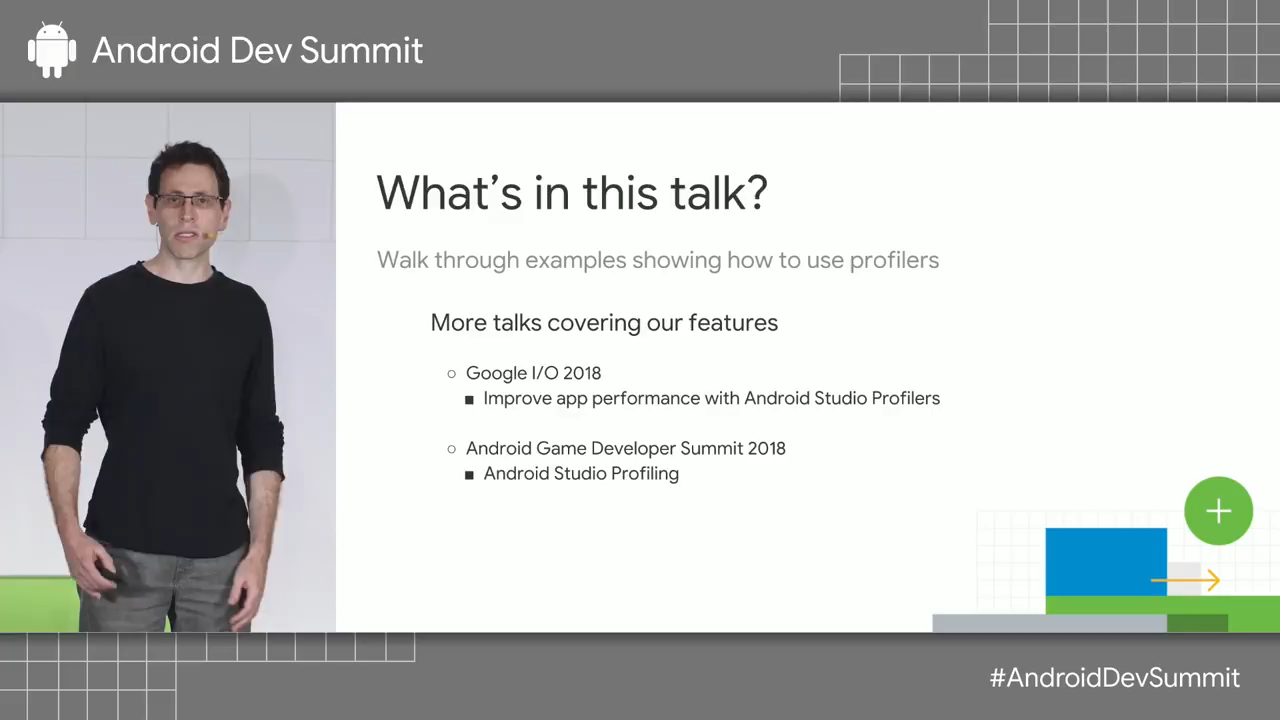 Android Dev Summit
What's in this talk?
Walk through examples showing how to use profilers
More talks covering our features
○ Google I/O 2018
■ Improve app performance with Android Studio Profilers
○ Android Game Developer Summit 2018
■ Android Studio Profiling
#AndroidDevSummit